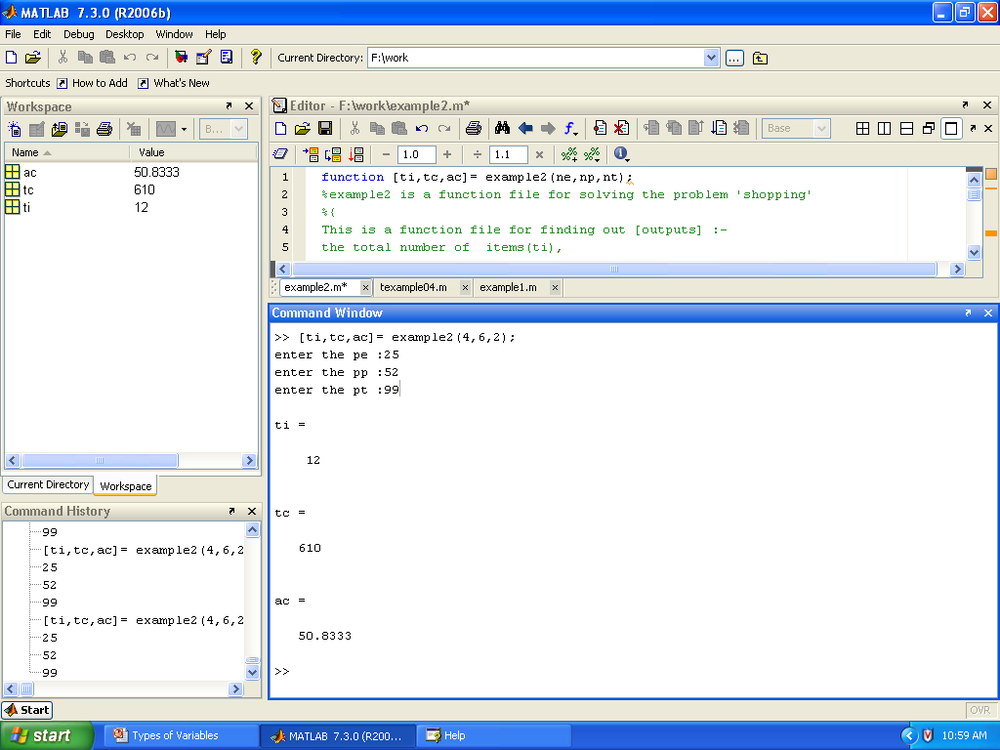 MATLAB 7.3.0 (R2006b)
File Edit Debug Desktop Window Help
Current Directory: F:\work ...
Shortcuts How to Add What's New
Workspace
B...
Name Value
ac 50.8333
tc 610
ti 12
Current Directory Workspace
Command History
99
[ti,tc,ac]= example2(4,6,2
25
52
99
[ti,tc,ac]= example2(4,6,2
25
52
99
Editor - F:\work\example2.m*
Base
− 1.0 + ÷ 1.1 ×
1 function [ti,tc,ac]= example2(ne,np,nt);
2 %example2 is a function file for solving the problem 'shopping'
3 %{
4 This is a function file for finding out [outputs] :-
5 the total number of  items(ti),
example2.m* texample04.m example1.m
Command Window
>> [ti,tc,ac]= example2(4,6,2);
enter the pe :25
enter the pp :52
enter the pt :99
ti =
12
tc =
610
ac =
50.8333
>>
Start
OVR
start Types of Variables MATLAB 7.3.0 (R200... Help 10:59 AM